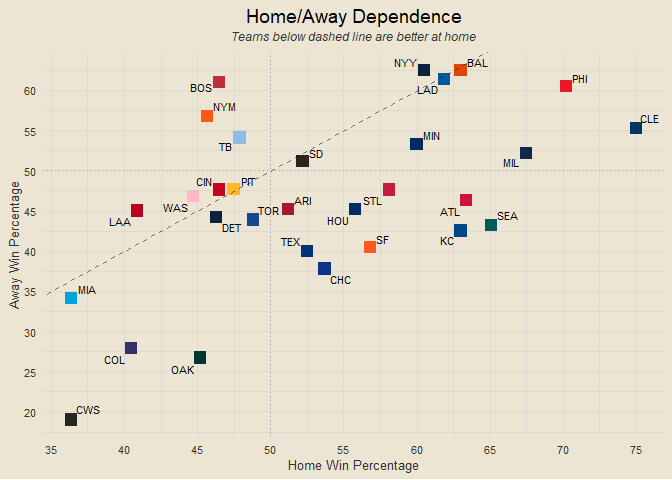 Home/Away Dependence
Teams below dashed line are better at home
Away Win Percentage
60
55
50
45
40
35
30
25
20
NYY
BAL
LAD
PHI
BOS
NYM
CLE
TB
MIN
SD
MIL
CIN
PIT
WAS
LAA
DET
TOR
ARI
STL
HOU
ATL
SEA
KC
TEX
SF
CHC
MIA
COL
OAK
CWS
35
40
45
50
55
60
65
70
75
Home Win Percentage